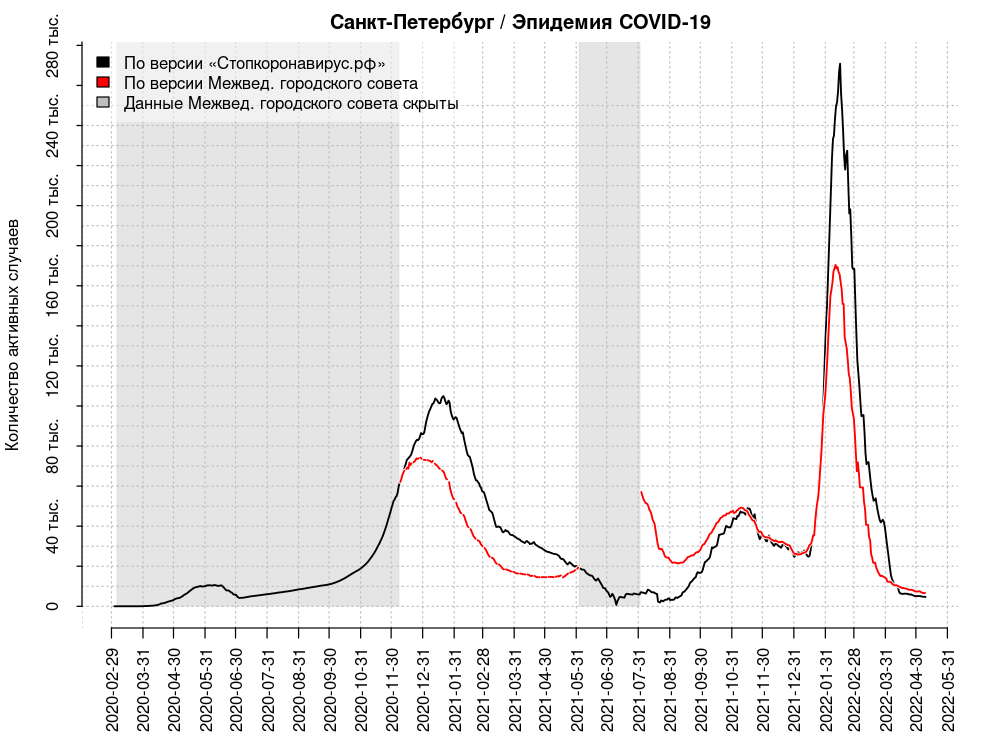 Санкт-Петербург / Эпидемия COVID-19
По версии «Стопкоронавирус.рф»
По версии Межвед. городского совета
Данные Межвед. городского совета скрыты
Количество активных случаев
280 тыс.
240 тыс.
200 тыс.
160 тыс.
120 тыс.
80 тыс.
40 тыс.
0
2020-02-29
2020-03-31
2020-04-30
2020-05-31
2020-06-30
2020-07-31
2020-08-31
2020-09-30
2020-10-31
2020-11-30
2020-12-31
2021-01-31
2021-02-28
2021-03-31
2021-04-30
2021-05-31
2021-06-30
2021-07-31
2021-08-31
2021-09-30
2021-10-31
2021-11-30
2021-12-31
2022-01-31
2022-02-28
2022-03-31
2022-04-30
2022-05-31